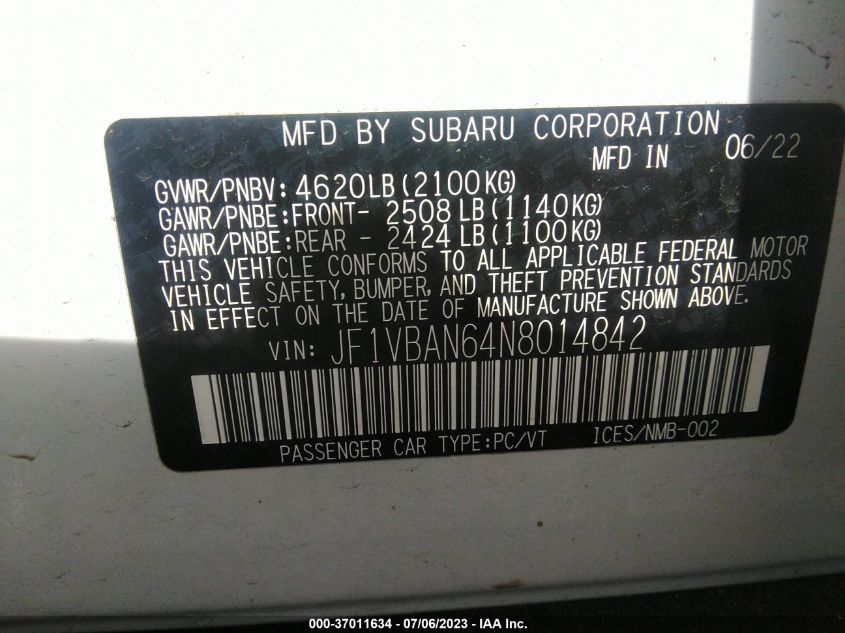 MFD BY SUBARU CORPORATION
MFD IN 06/22
GVWR/PNBV: 4620LB(2100KG)
GAWR/PNBE:FRONT- 2508 LB(1140KG)
GAWR/PNBE:REAR - 2424 LB(1100KG)
THIS VEHICLE CONFORMS TO ALL APPLICABLE FEDERAL MOTOR
VEHICLE SAFETY, BUMPER, AND THEFT PREVENTION STANDARDS
IN EFFECT ON THE DATE OF MANUFACTURE SHOWN ABOVE.
VIN: JF1VBAN64N8014842
PASSENGER CAR TYPE:PC/VT ICES/NMB-002
000-37011634 - 07/06/2023 - IAA Inc.